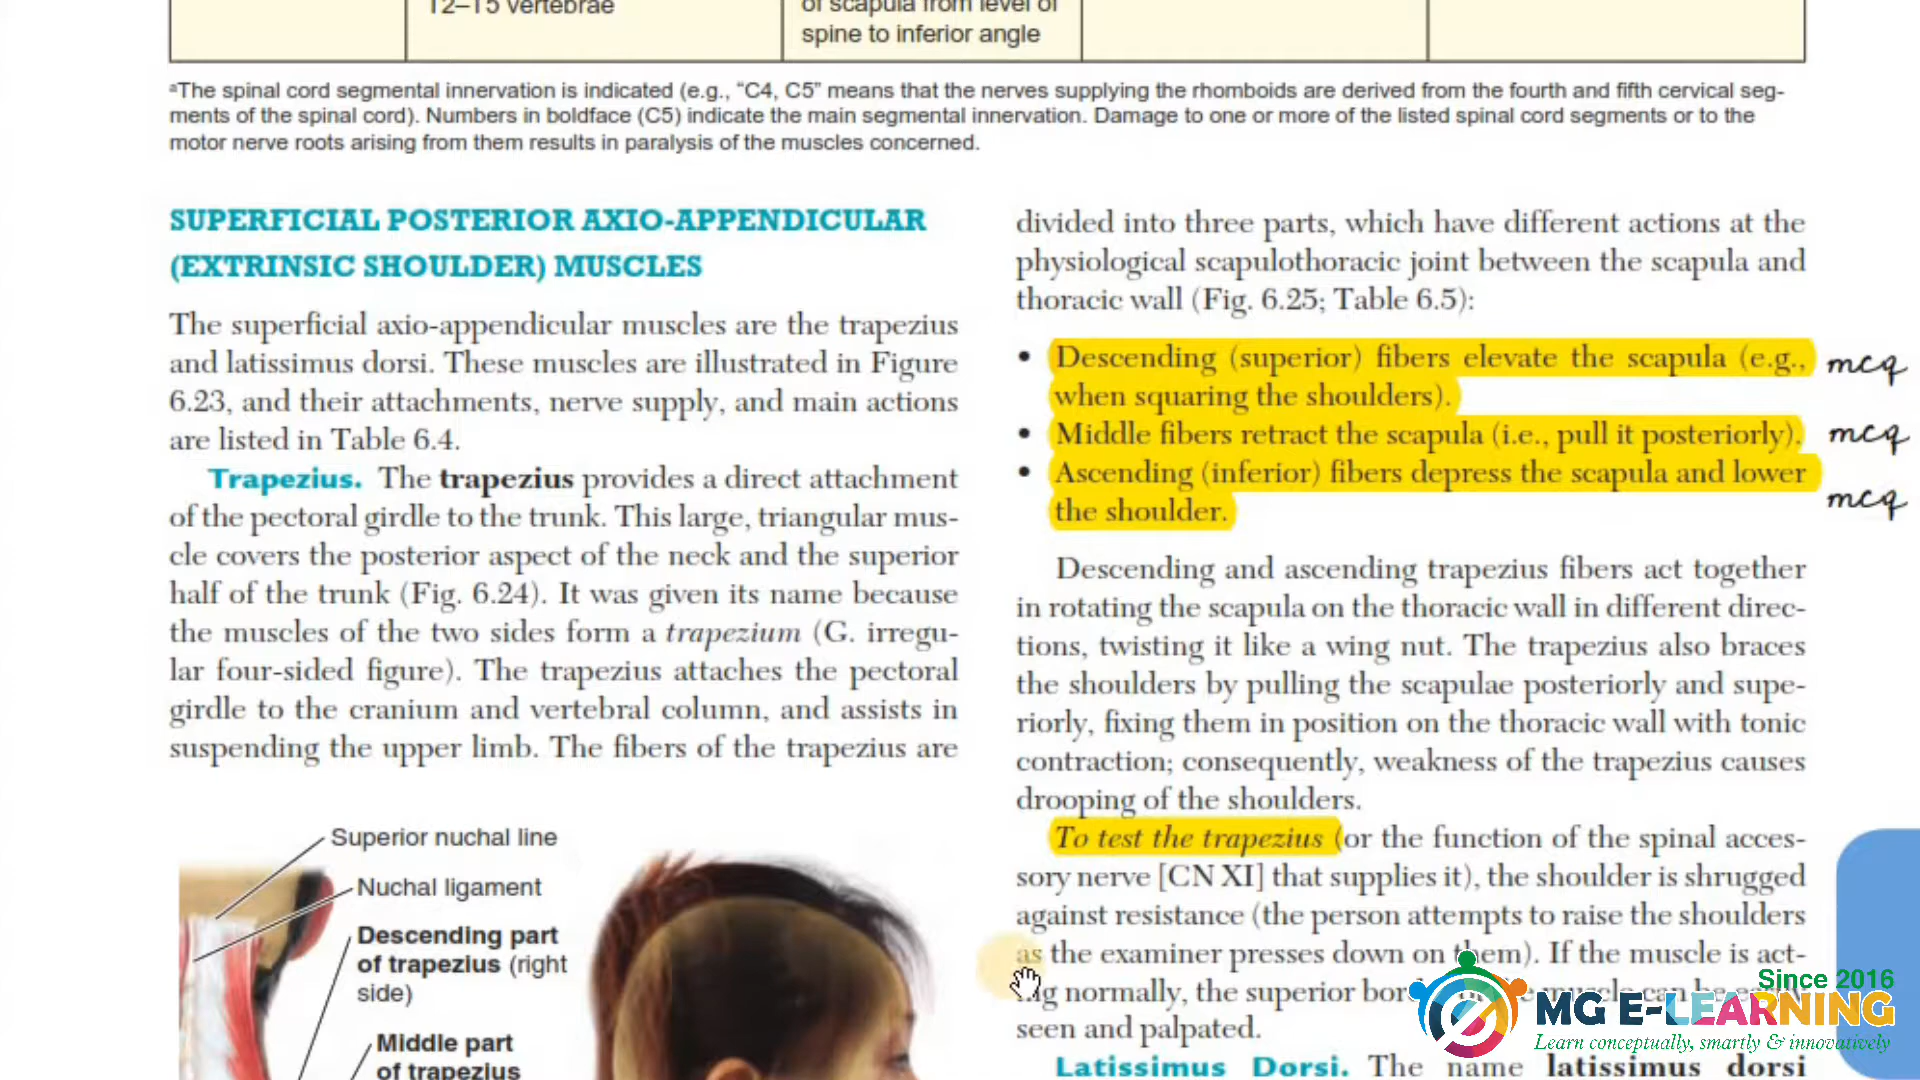 T2–T5 vertebrae
of scapula from level of
spine to inferior angle
ᵃThe spinal cord segmental innervation is indicated (e.g., “C4, C5” means that the nerves supplying the rhomboids are derived from the fourth and fifth cervical seg-
ments of the spinal cord). Numbers in boldface (C5) indicate the main segmental innervation. Damage to one or more of the listed spinal cord segments or to the
motor nerve roots arising from them results in paralysis of the muscles concerned.
SUPERFICIAL POSTERIOR AXIO-APPENDICULAR
(EXTRINSIC SHOULDER) MUSCLES
The superficial axio-appendicular muscles are the trapezius
and latissimus dorsi. These muscles are illustrated in Figure
6.23, and their attachments, nerve supply, and main actions
are listed in Table 6.4.
Trapezius. The trapezius provides a direct attachment
of the pectoral girdle to the trunk. This large, triangular mus-
cle covers the posterior aspect of the neck and the superior
half of the trunk (Fig. 6.24). It was given its name because
the muscles of the two sides form a trapezium (G. irregu-
lar four-sided figure). The trapezius attaches the pectoral
girdle to the cranium and vertebral column, and assists in
suspending the upper limb. The fibers of the trapezius are
Superior nuchal line
Nuchal ligament
Descending part
of trapezius (right
side)
Middle part
of trapezius
divided into three parts, which have different actions at the
physiological scapulothoracic joint between the scapula and
thoracic wall (Fig. 6.25; Table 6.5):
• Descending (superior) fibers elevate the scapula (e.g., mcq
when squaring the shoulders).
• Middle fibers retract the scapula (i.e., pull it posteriorly). mcq
• Ascending (inferior) fibers depress the scapula and lower
the shoulder. mcq
Descending and ascending trapezius fibers act together
in rotating the scapula on the thoracic wall in different direc-
tions, twisting it like a wing nut. The trapezius also braces
the shoulders by pulling the scapulae posteriorly and supe-
riorly, fixing them in position on the thoracic wall with tonic
contraction; consequently, weakness of the trapezius causes
drooping of the shoulders.
To test the trapezius (or the function of the spinal acces-
sory nerve [CN XI] that supplies it), the shoulder is shrugged
against resistance (the person attempts to raise the shoulders
as the examiner presses down on them). If the muscle is act-
normally, the superior muscle can be
seen and palpated.
Latissimus Dorsi. The name latissimus dorsi
Since 2016
MG E-LEARNING
Learn conceptually, smartly & innovatively